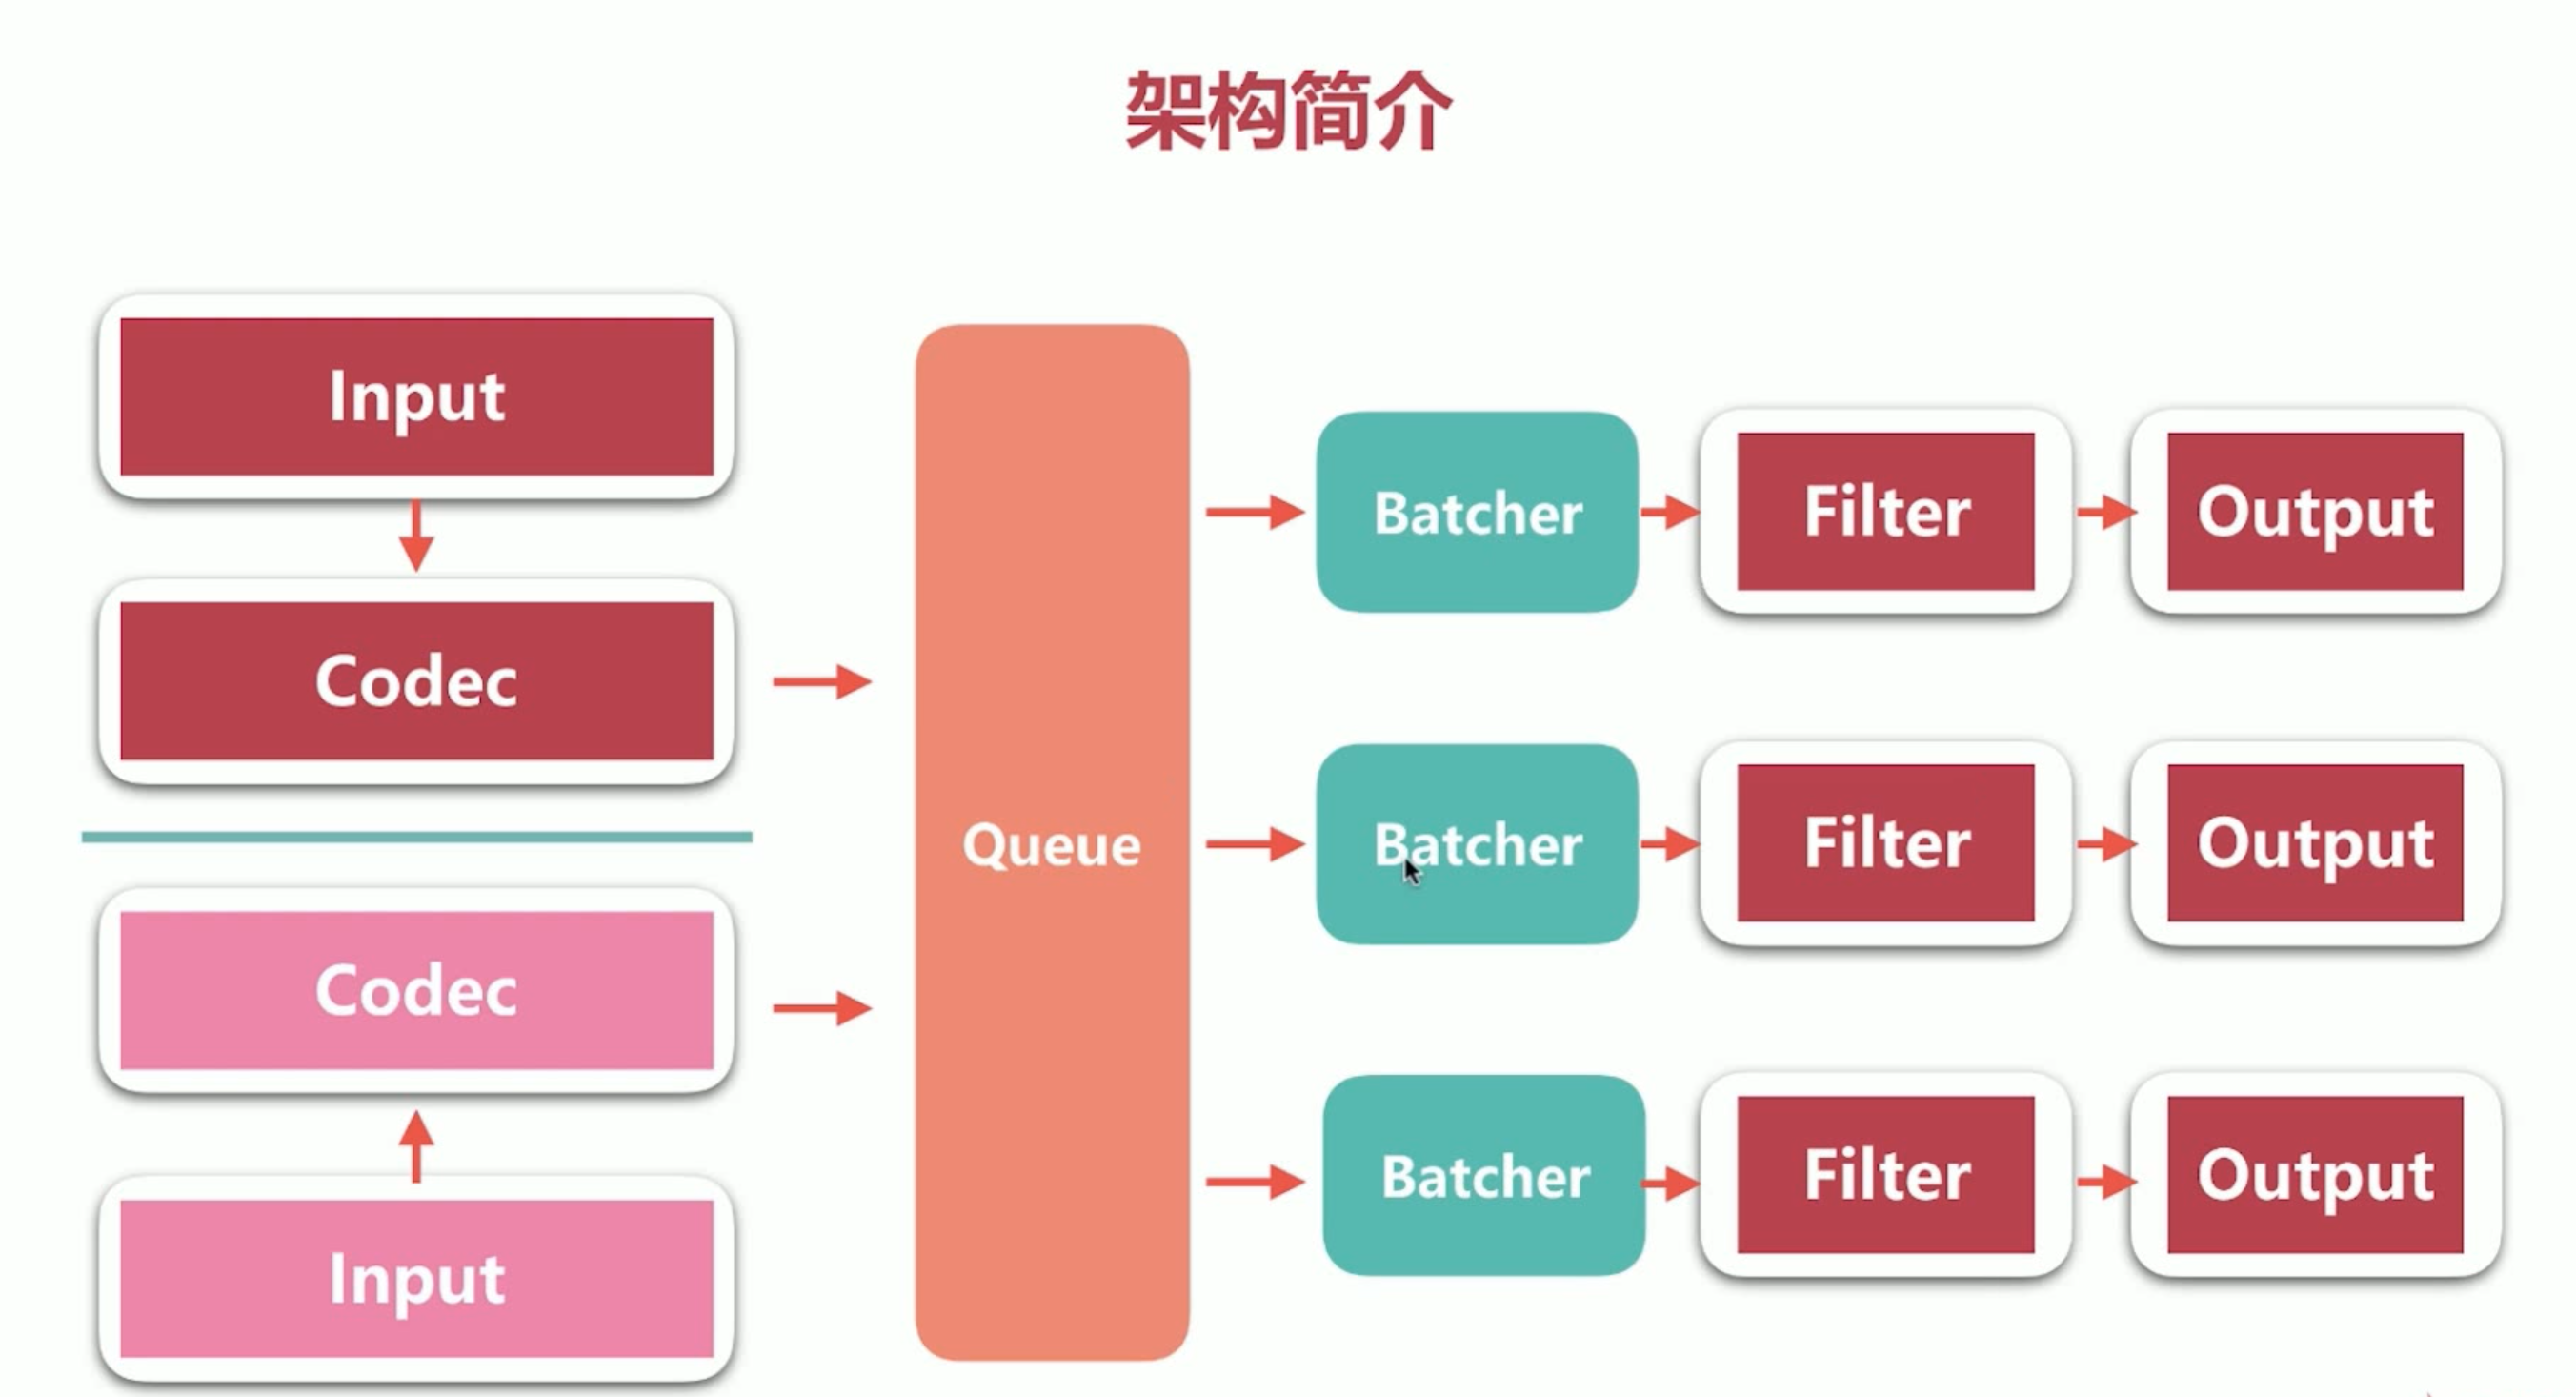 架构简介
Input
Codec
Codec
Input
Queue
Batcher
Filter
Output
Batcher
Filter
Output
Batcher
Filter
Output